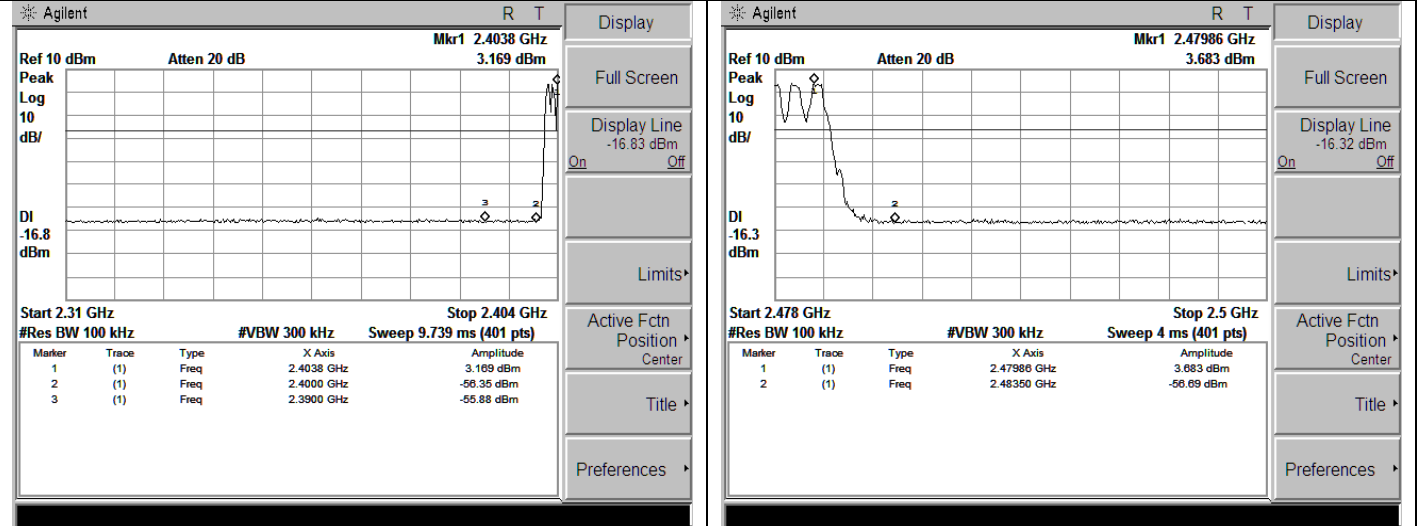 Agilent R T
Mkr1 2.4038 GHz
Ref 10 dBm Atten 20 dB 3.169 dBm
Peak
Log
10
dB/
DI
-16.8
dBm
1
3
2
Start 2.31 GHz Stop 2.404 GHz
#Res BW 100 kHz #VBW 300 kHz Sweep 9.739 ms (401 pts)
Marker Trace Type X Axis Amplitude
1 (1) Freq 2.4038 GHz 3.169 dBm
2 (1) Freq 2.4000 GHz -56.35 dBm
3 (1) Freq 2.3900 GHz -55.88 dBm
Display
Full Screen
Display Line
-16.83 dBm
On Off
Limits
Active Fctn
Position
Center
Title
Preferences
Agilent R T
Mkr1 2.47986 GHz
Ref 10 dBm Atten 20 dB 3.683 dBm
Peak
Log
10
dB/
DI
-16.3
dBm
1
2
Start 2.478 GHz Stop 2.5 GHz
#Res BW 100 kHz #VBW 300 kHz Sweep 4 ms (401 pts)
Marker Trace Type X Axis Amplitude
1 (1) Freq 2.47986 GHz 3.683 dBm
2 (1) Freq 2.48350 GHz -56.69 dBm
Display
Full Screen
Display Line
-16.32 dBm
On Off
Limits
Active Fctn
Position
Center
Title
Preferences